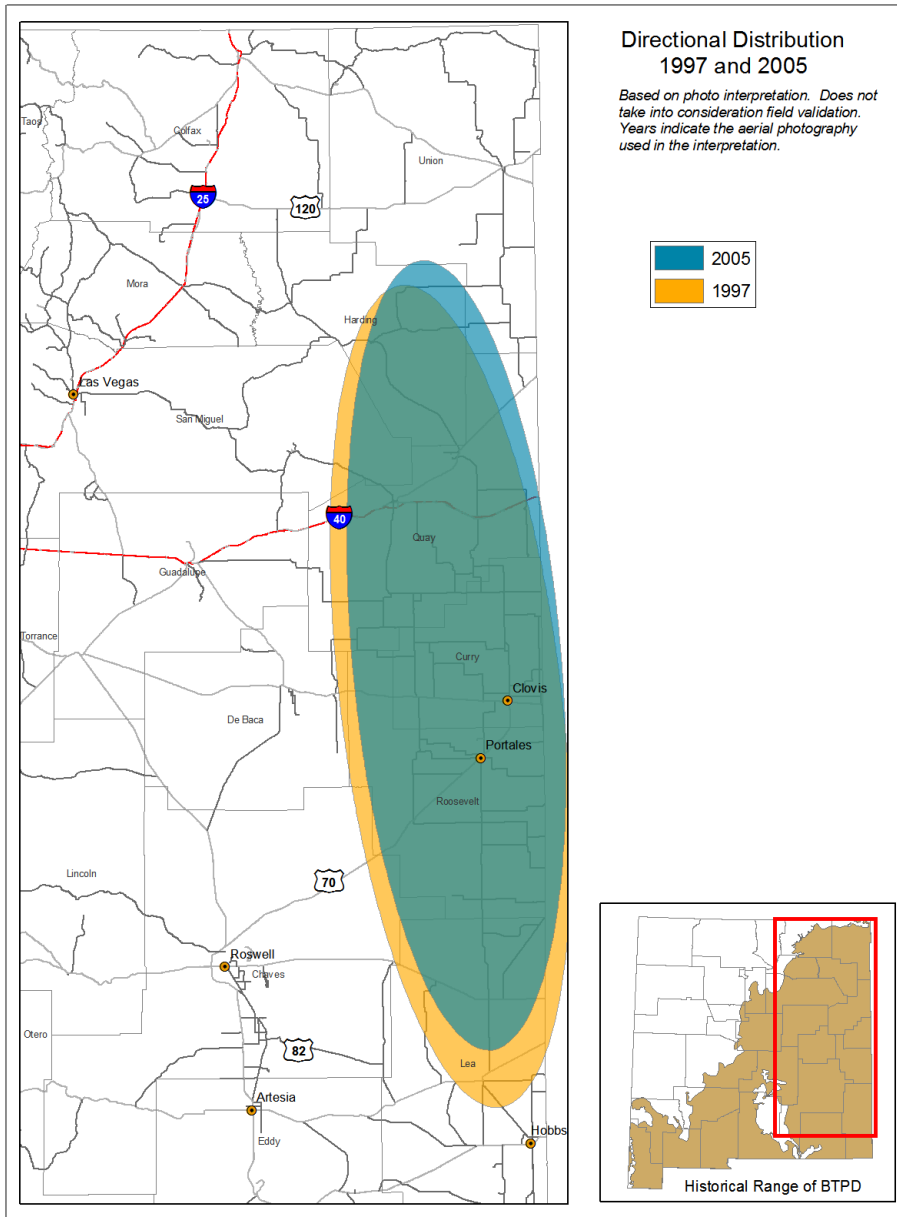 Directional Distribution
1997 and 2005
Based on photo interpretation. Does not
take into consideration field validation.
Years indicate the aerial photography
used in the interpretation.
2005
1997
Taos
Colfax
Union
25
120
Mora
Harding
Las Vegas
San Miguel
40
Quay
Guadalupe
Torrance
Curry
Clovis
De Baca
Portales
Roosevelt
Lincoln
70
Roswell
Chaves
Otero
82
Lea
Artesia
Eddy
Hobbs
Historical Range of BTPD